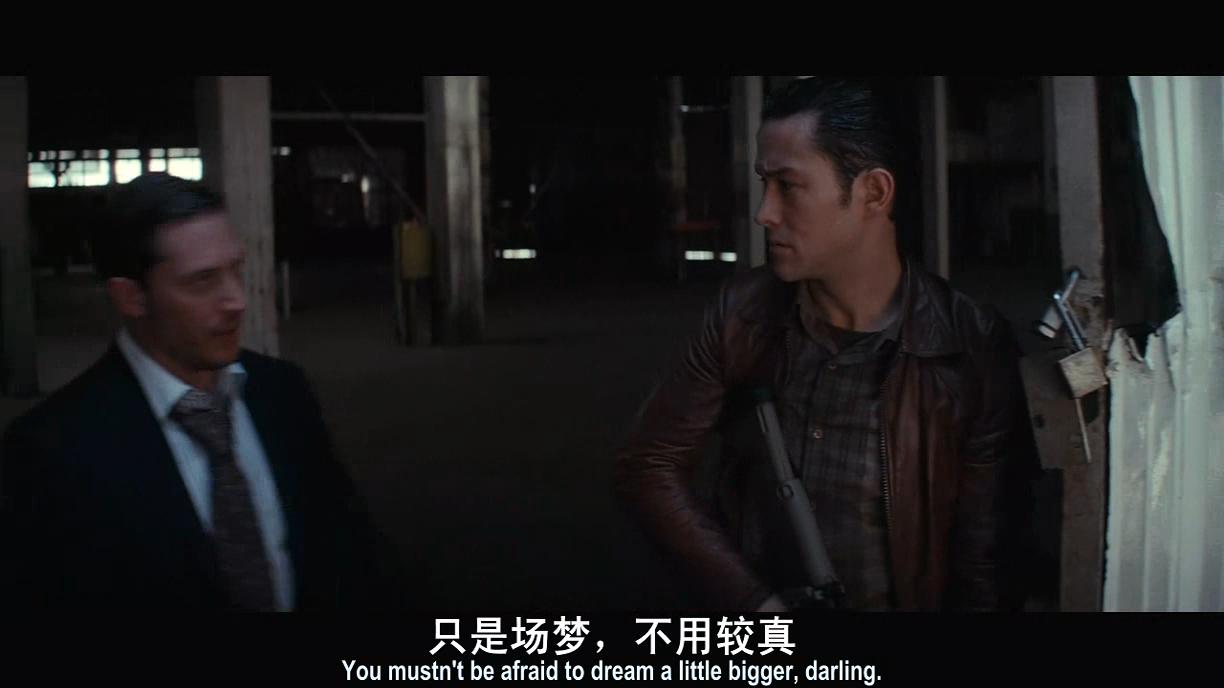 只是场梦，不用较真
You mustn't be afraid to dream a little bigger, darling.